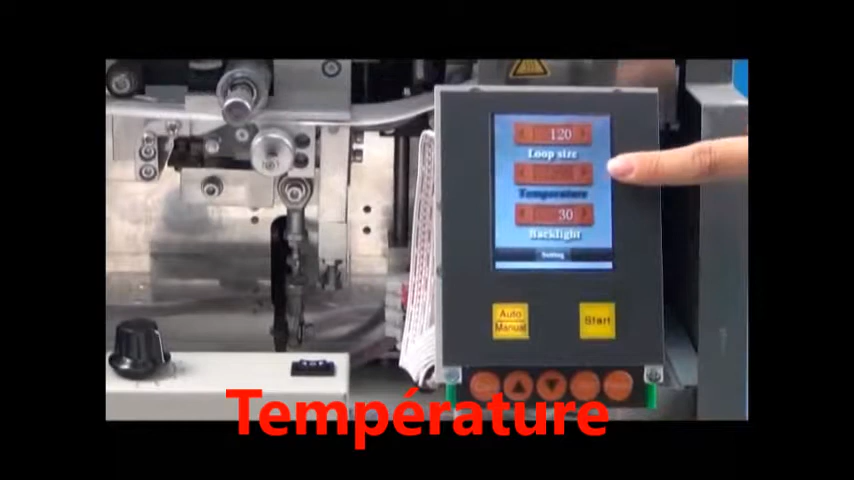 120
Loop size
Temperature
30
Backlight
Setting
Auto
Manual
Start
Température